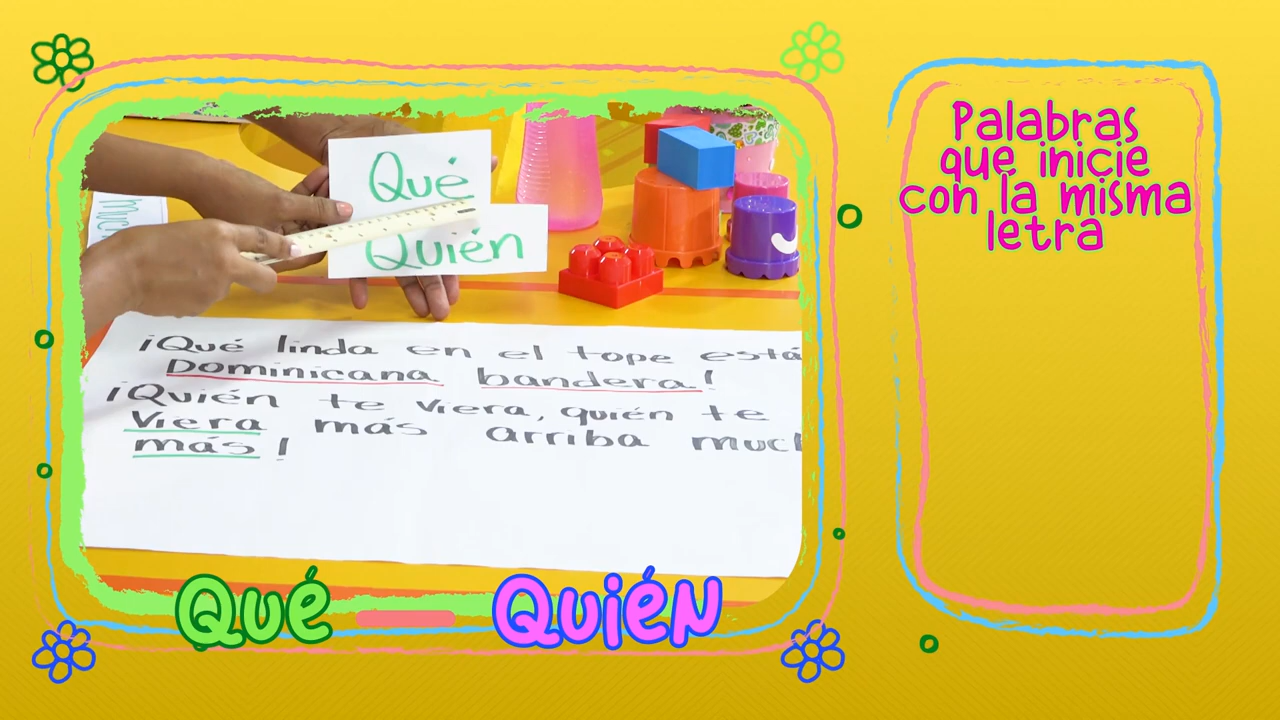 Qué
Quién
¡Qué linda en el tope está
Dominicana bandera!
¡Quién te viera, quién te
viera más arriba
más!
Qué - Quién
Palabras
que inicie
con la misma
letra